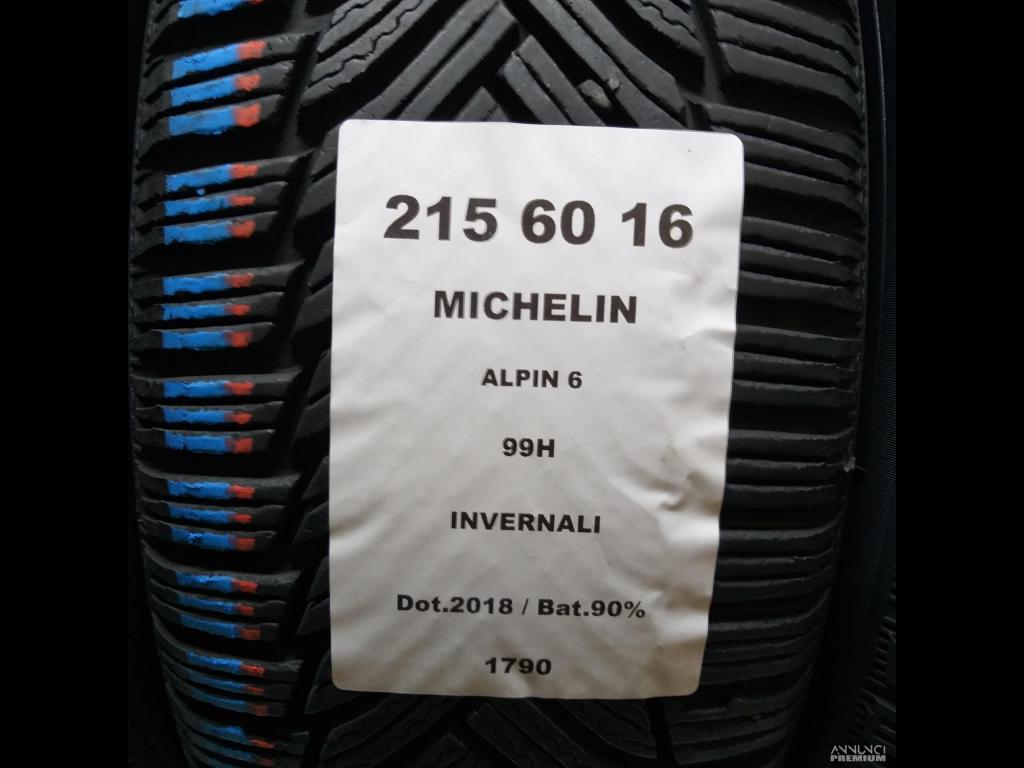 215 60 16
MICHELIN
ALPIN 6
99H
INVERNALI
Dot.2018 / Bat.90%
1790
ANNUNCI
PREMIUM